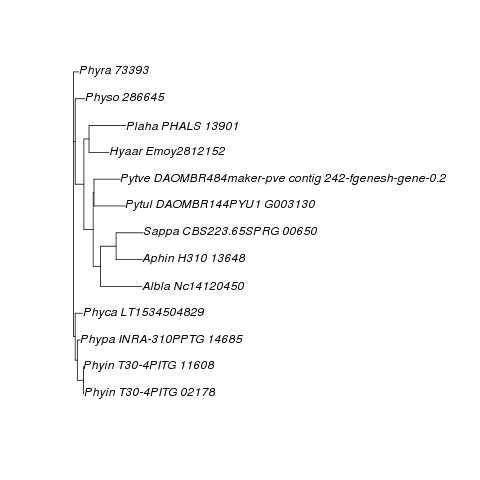 Phyra 73393
Physo 286645
Plaha PHALS 13901
Hyaar Emoy2812152
Pytve DAOMBR484maker-pve contig 242-fgenesh-gene-0.2
Pytul DAOMBR144PYU1 G003130
Sappa CBS223.65SPRG 00650
Aphin H310 13648
Albla Nc14120450
Phyca LT1534504829
Phypa INRA-310PPTG 14685
Phyin T30-4PITG 11608
Phyin T30-4PITG 02178